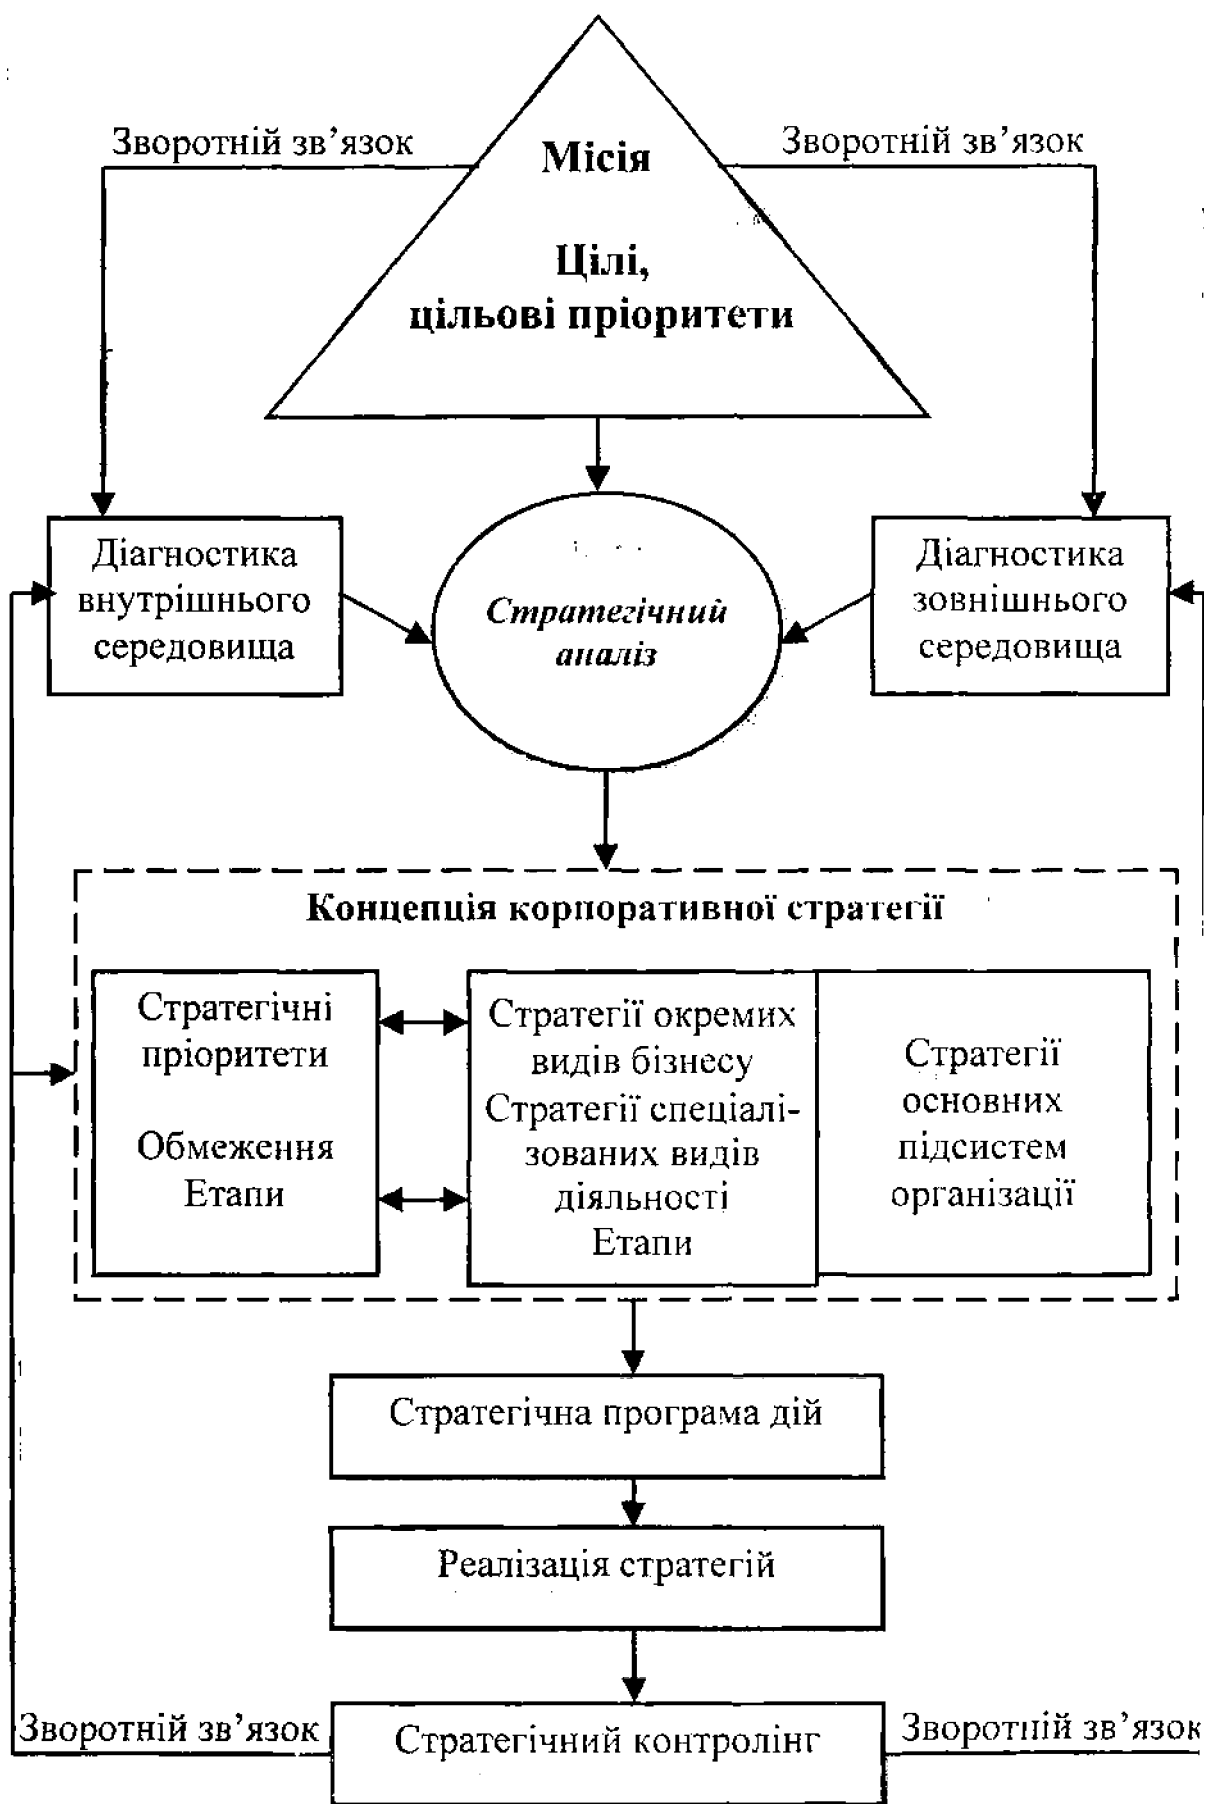 Зворотній зв’язок
Зворотній зв’язок
Місія
Цілі,
цільові пріоритети
Діагностика
внутрішнього
середовища
Стратегічний
аналіз
Діагностика
зовнішнього
середовища
Концепція корпоративної стратегії
Стратегічні
пріоритети
Обмеження
Етапи
Стратегії окремих
видів бізнесу
Стратегії спеціалі-
зованих видів
діяльності
Етапи
Стратегії
основних
підсистем
організації
Стратегічна програма дій
Реалізація стратегій
Зворотній зв’язок
Стратегічний контролінг
Зворотній зв’язок